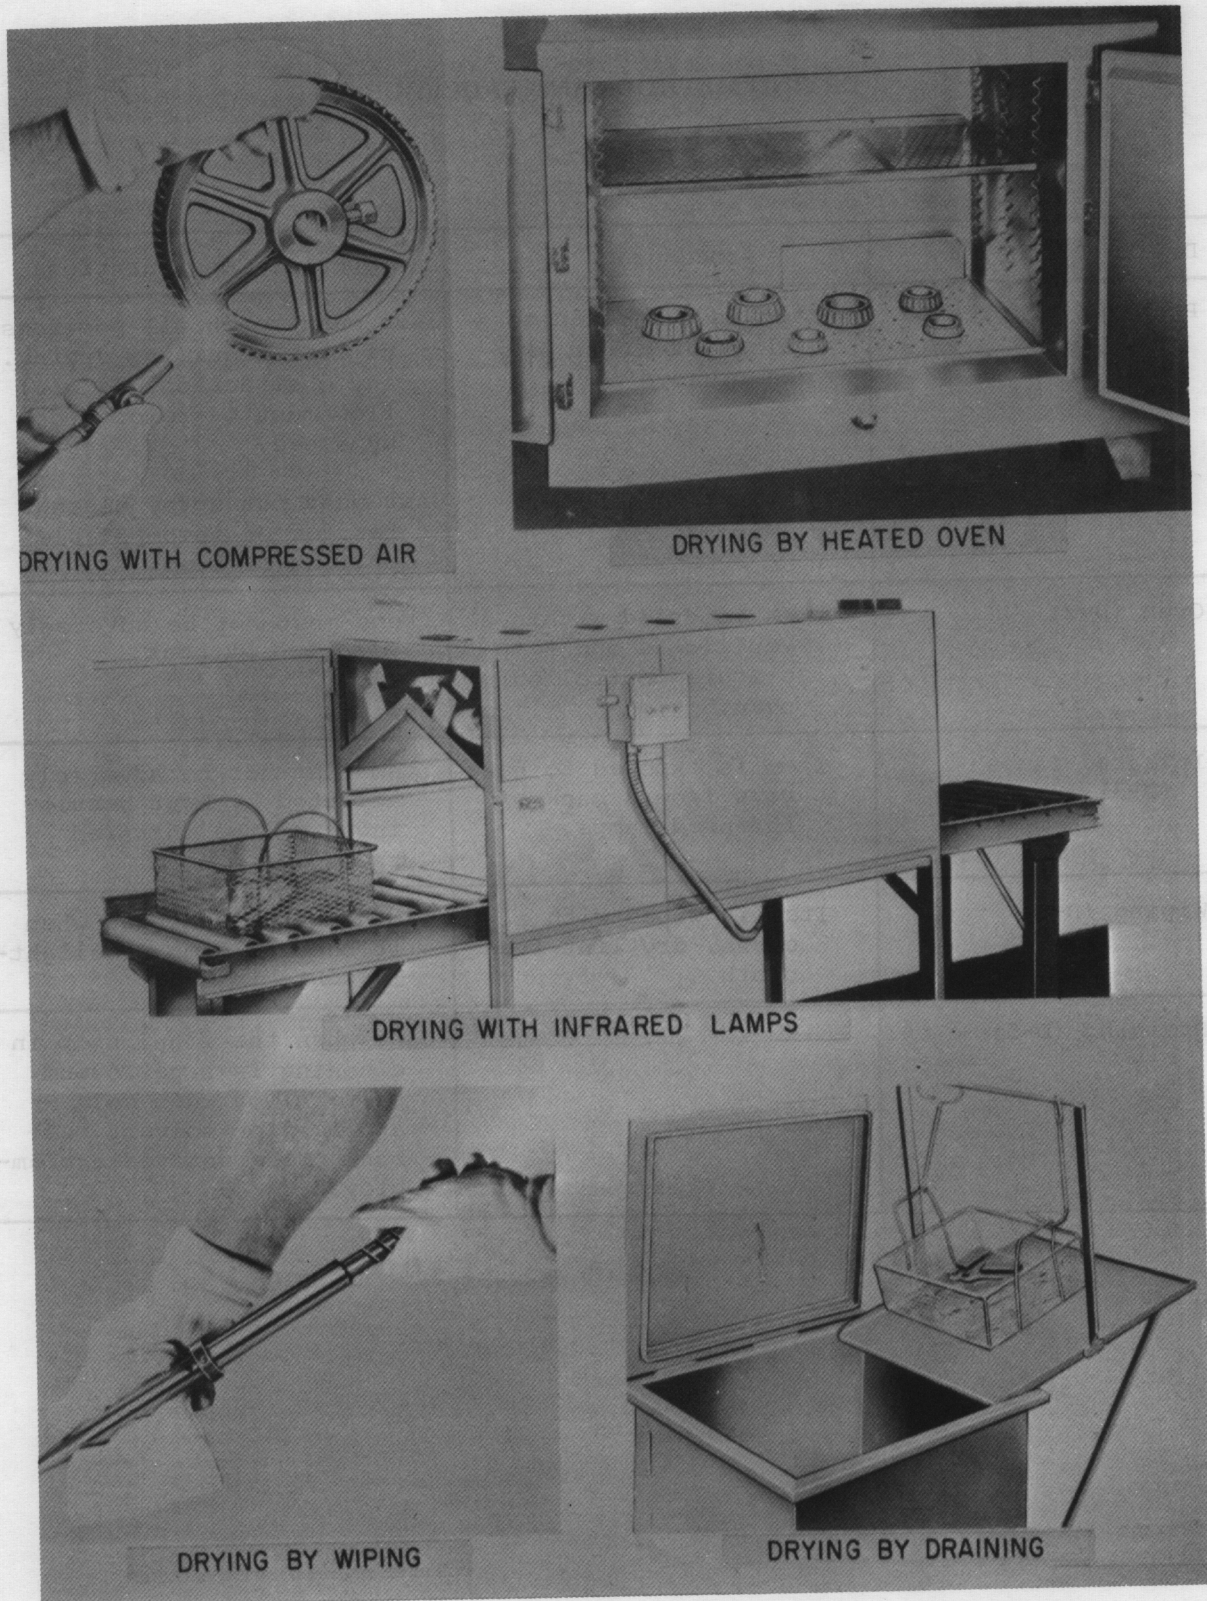 DRYING WITH COMPRESSED AIR
DRYING BY HEATED OVEN
DRYING WITH INFRARED LAMPS
DRYING BY WIPING
DRYING BY DRAINING